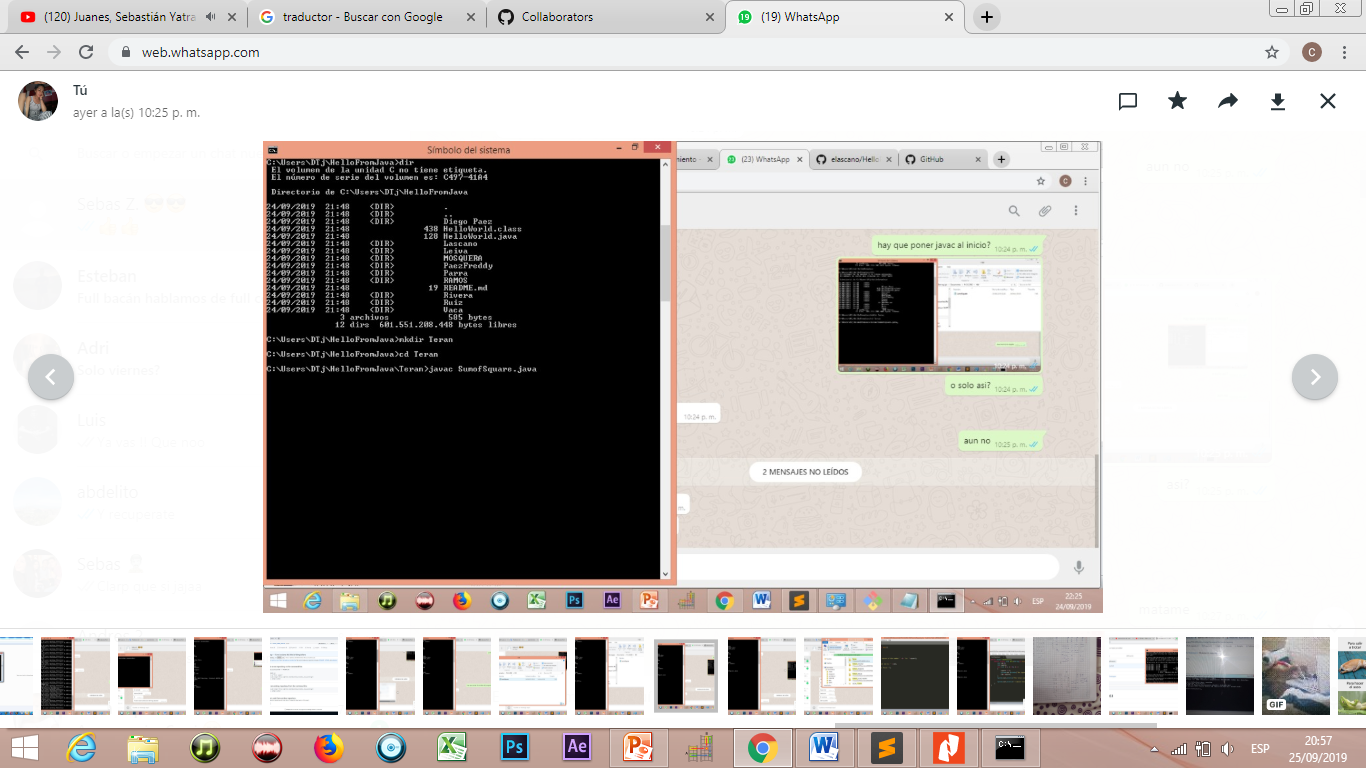 (120) Juanes, Sebastián Yatra
traductor - Buscar con Google
Collaborators
(19) WhatsApp
web.whatsapp.com
C
Tú
ayer a la(s) 10:25 p. m.
Sebas Z.
Esteban
Adri
Solo viernes?
Luis
abdelito
Sebas
aun no
Símbolo del sistema
C:\Users\DTj\HelloFromJava>dir
El volumen de la unidad C no tiene etiqueta.
El número de serie del volumen es: C497-41A4
Directorio de C:\Users\DTj\HelloFromJava
24/09/2019 21:48 <DIR> .
24/09/2019 21:48 <DIR> ..
24/09/2019 21:48 <DIR> Diego Paez
24/09/2019 21:48 438 HelloWorld.class
24/09/2019 21:48 128 HelloWorld.java
24/09/2019 21:48 <DIR> Lascano
24/09/2019 21:48 <DIR> Leiva
24/09/2019 21:48 <DIR> MOSQUERA
24/09/2019 21:48 <DIR> PaezFreddy
24/09/2019 21:48 <DIR> Parra
24/09/2019 21:48 <DIR> RAMOS
24/09/2019 21:48 19 README.md
24/09/2019 21:48 <DIR> Rivera
24/09/2019 21:48 <DIR> Ruiz
24/09/2019 21:48 <DIR> Vaca
3 archivos 585 bytes
12 dirs 601.551.208.448 bytes libres
C:\Users\DTj\HelloFromJava>mkdir Teran
C:\Users\DTj\HelloFromJava>cd Teran
C:\Users\DTj\HelloFromJava\Teran>javac SumofSquare.java
miento -
(23) WhatsApp
elascano/Hello
GitHub
C
hay que poner javac al inicio? 10:24 p. m.
10:24 p. m.
o solo asi? 10:24 p. m.
10:24 p. m.
aun no 10:25 p. m.
2 MENSAJES NO LEÍDOS
ESP
22:25
24/09/2019
GIF
ESP
20:57
25/09/2019